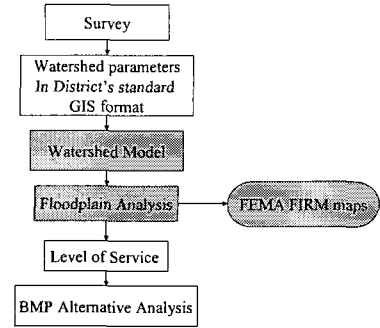 Survey
Watershed parameters
In District's standard
GIS format
Watershed Model
Floodplain Analysis
FEMA FIRM maps
Level of Service
BMP Alternative Analysis